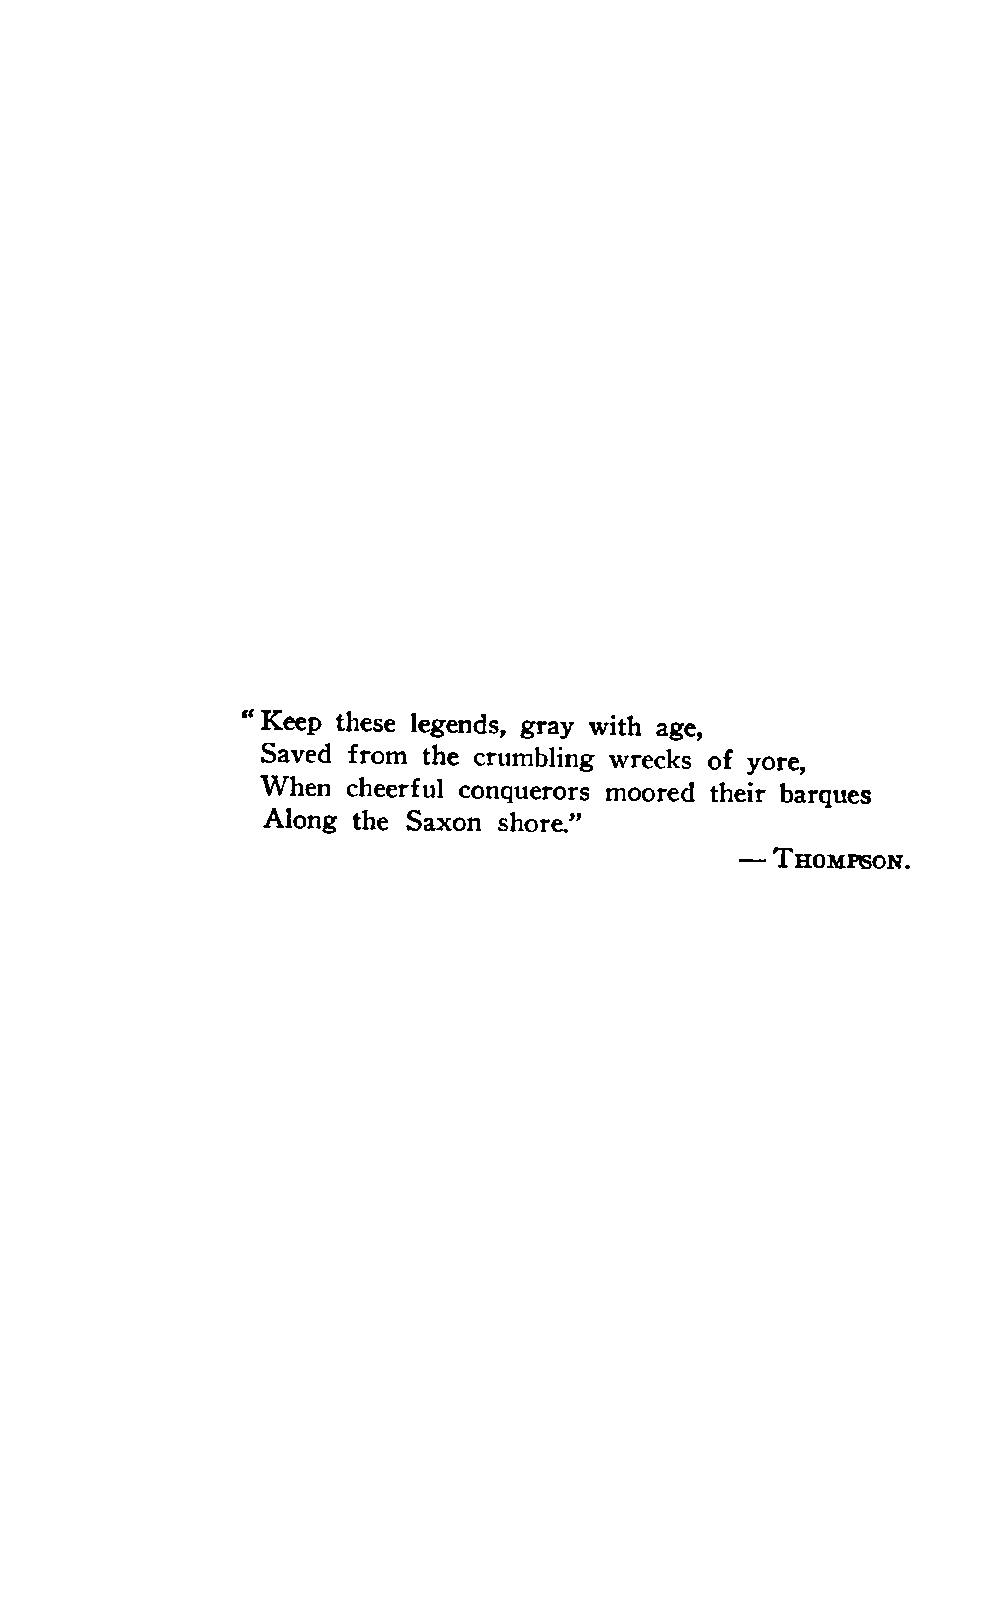 “Keep these legends, gray with age,
Saved from the crumbling wrecks of yore,
When cheerful conquerors moored their barques
Along the Saxon shore.”
— Thompson.